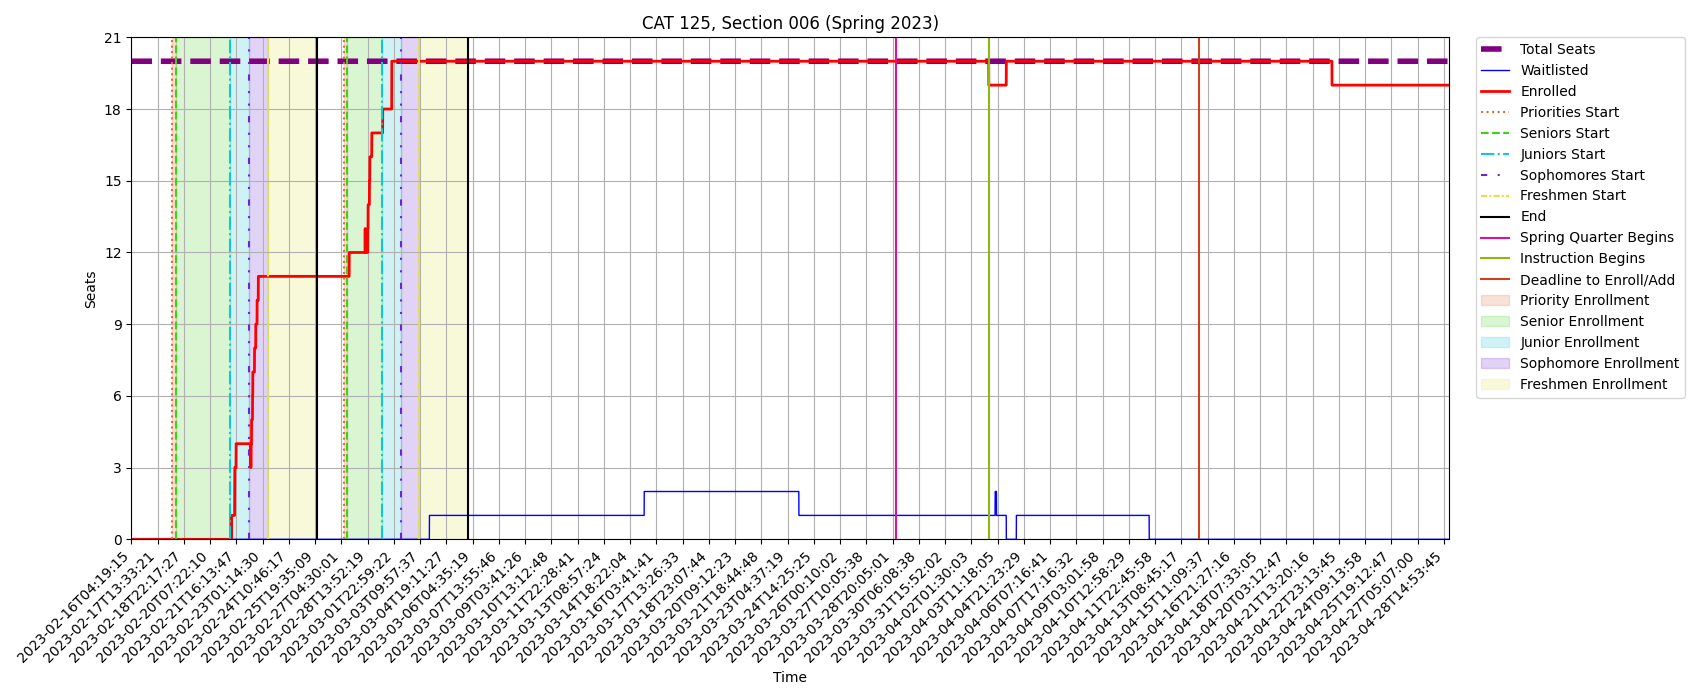 CAT 125, Section 006 (Spring 2023)
21
18
15
12
9
6
3
0
Seats
Total Seats
Waitlisted
Enrolled
Priorities Start
Seniors Start
Juniors Start
Sophomores Start
Freshmen Start
End
Spring Quarter Begins
Instruction Begins
Deadline to Enroll/Add
Priority Enrollment
Senior Enrollment
Junior Enrollment
Sophomore Enrollment
Freshmen Enrollment
2023-02-16T04:19:15
2023-02-17T13:33:21
2023-02-18T22:17:27
2023-02-20T07:22:10
2023-02-21T16:13:47
2023-02-23T01:14:30
2023-02-24T10:46:17
2023-02-25T19:35:09
2023-02-27T04:30:01
2023-02-28T13:52:19
2023-03-01T22:59:22
2023-03-03T09:57:37
2023-03-04T19:11:27
2023-03-06T04:35:19
2023-03-07T13:55:46
2023-03-09T03:41:26
2023-03-10T13:12:48
2023-03-11T22:28:41
2023-03-13T08:57:24
2023-03-14T18:22:04
2023-03-16T03:41:41
2023-03-17T13:26:33
2023-03-18T23:07:44
2023-03-20T09:12:23
2023-03-21T18:44:48
2023-03-23T04:37:19
2023-03-24T14:25:25
2023-03-26T00:10:02
2023-03-27T10:05:38
2023-03-28T20:05:01
2023-03-30T06:08:38
2023-03-31T15:52:02
2023-04-02T01:30:03
2023-04-03T11:18:05
2023-04-04T21:23:29
2023-04-06T07:16:41
2023-04-07T17:16:32
2023-04-09T03:01:58
2023-04-10T12:58:29
2023-04-11T22:45:58
2023-04-13T08:45:17
2023-04-15T11:09:37
2023-04-16T21:27:16
2023-04-18T07:33:05
2023-04-20T03:12:47
2023-04-21T13:20:16
2023-04-22T23:13:45
2023-04-24T09:13:58
2023-04-25T19:12:47
2023-04-27T05:07:00
2023-04-28T14:53:45
Time